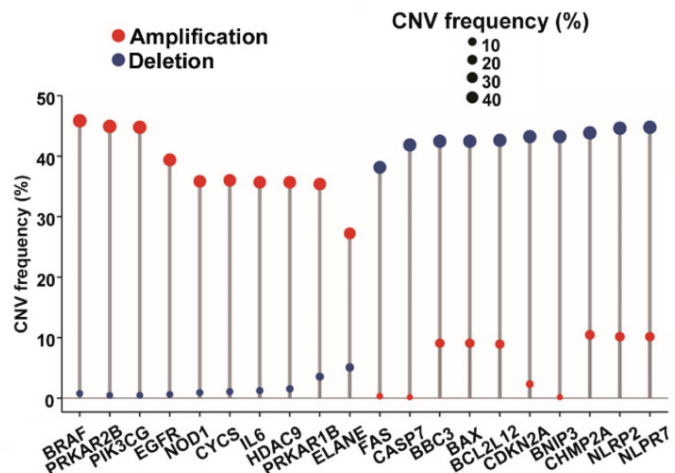 CNV frequency (%)
Amplification
Deletion
10
20
30
40
CNV frequency (%)
50
40
30
20
10
0
BRAF
PRKAR2B
PIK3CG
EGFR
NOD1
CYCS
IL6
HDAC9
PRKAR1B
ELANE
FAS
CASP7
BBC3
BAX
BCL2L12
CDKN2A
BNIP3
CHMP2A
NLRP2
NLPR7